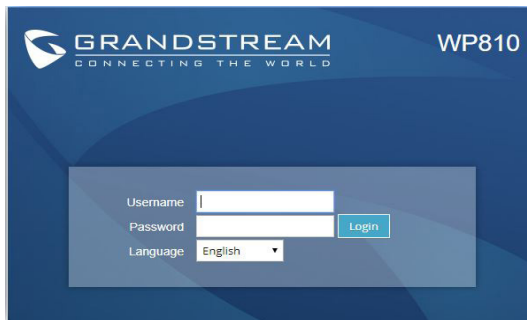 GRANDSTREAM
WP810
CONNECTING THE WORLD
Username
Password
Login
Language
English